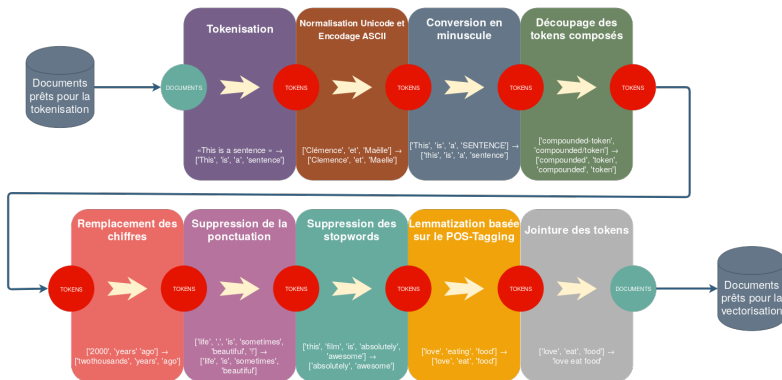 Documents
prêts pour la
tokenisation
Tokenisation
DOCUMENTS
TOKENS
«This is a sentence » →
['This', 'is', 'a', 'sentence']
Normalisation Unicode et
Encodage ASCII
TOKENS
['Clémence', 'et', 'Maëlle'] →
['Clemence', 'et', 'Maelle']
Conversion en
minuscule
TOKENS
['This', 'is', 'a', 'SENTENCE'] →
['this', 'is', 'a', 'sentence']
Découpage des
tokens composés
TOKENS
['compounded-token',
'compounded/token'] →
['compounded', 'token',
'compounded', 'token']
Remplacement des
chiffres
TOKENS
TOKENS
['2000', 'years' 'ago'] →
['twothousands', 'years', 'ago']
Suppression de la
ponctuation
TOKENS
['life', ',', 'is', 'sometimes',
'beautiful', '!'] →
['life', 'is', 'sometimes',
'beautiful']
Suppression des
stopwords
TOKENS
['this', 'film', 'is', 'absolutely',
'awesome'] →
['absolutely', 'awesome']
Lemmatization basée
sur le POS-Tagging
TOKENS
['love', 'eating', 'food'] →
['love', 'eat', 'food']
Jointure des tokens
DOCUMENTS
['love', 'eat', 'food'] →
'love eat food'
Documents
prêts pour la
vectorisation